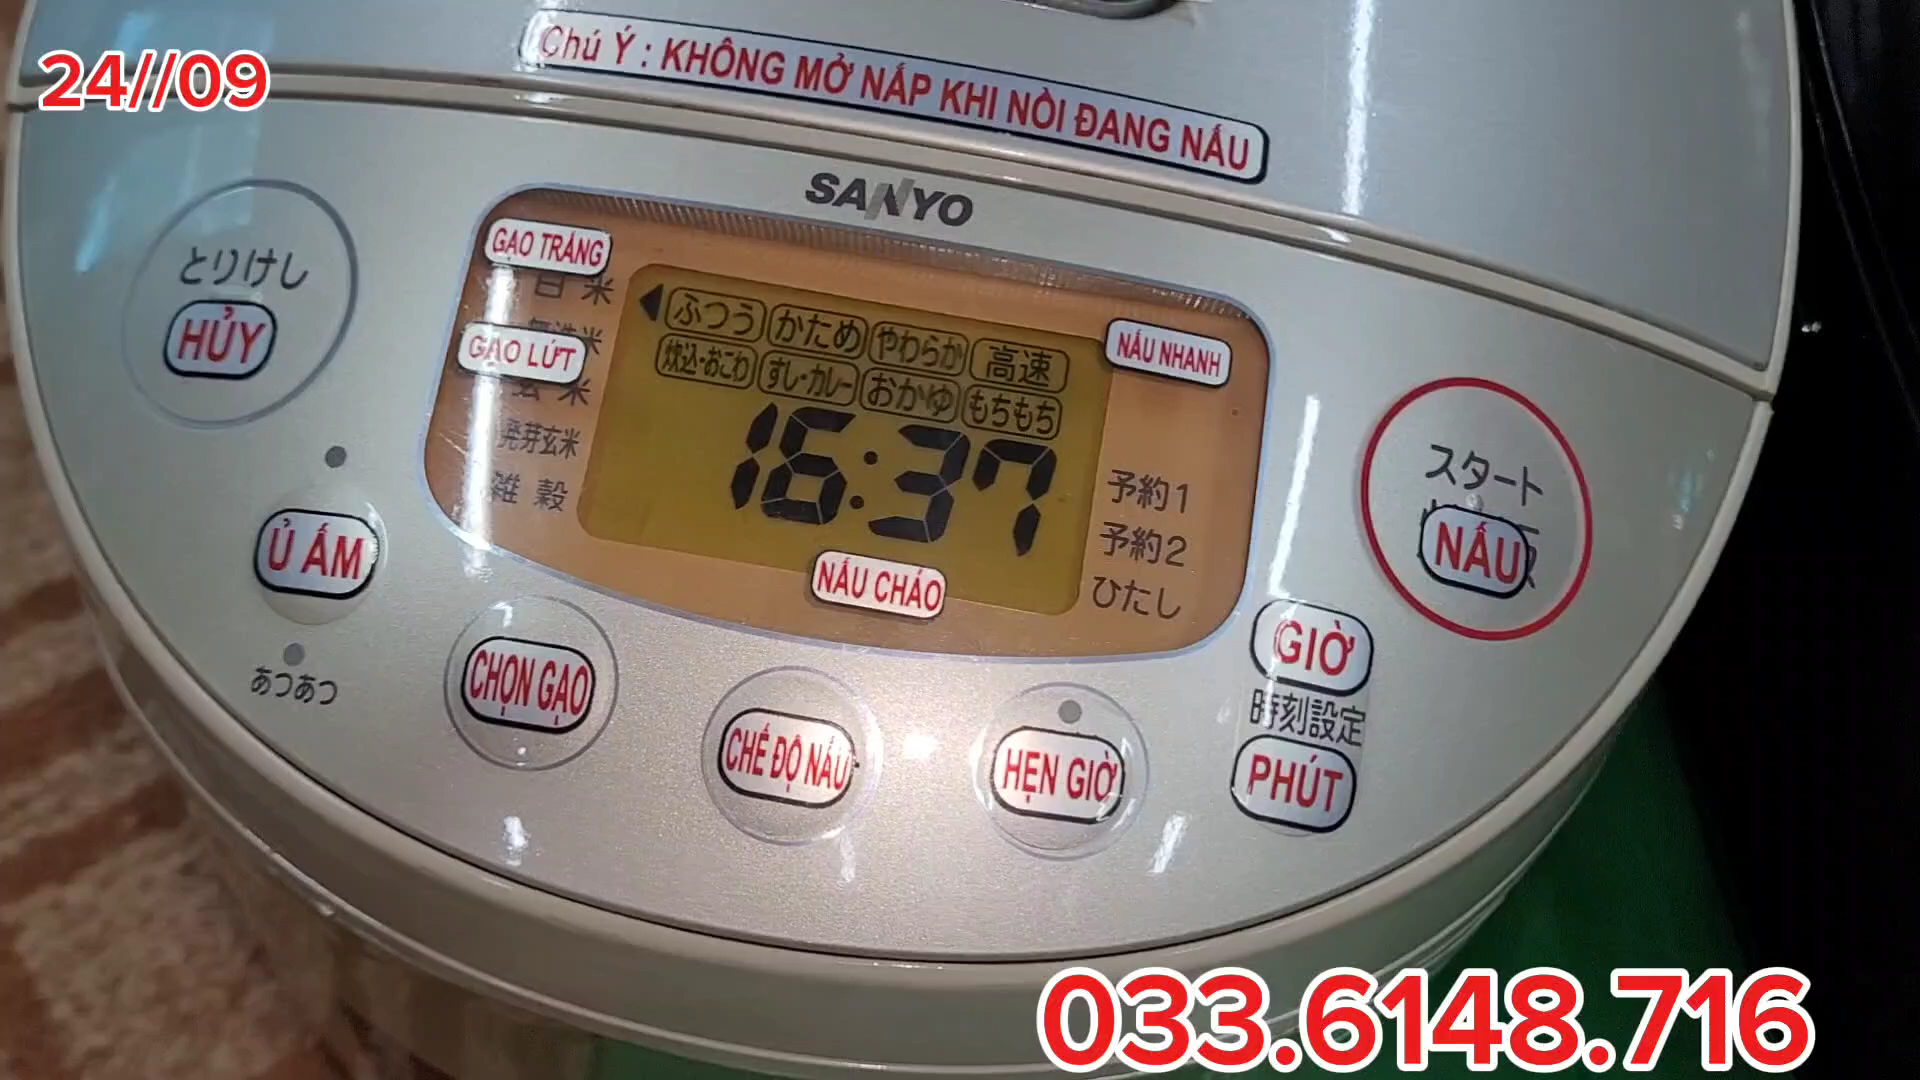 24//09
Chú Ý : KHÔNG MỞ NẮP KHI NỒI ĐANG NẤU
SANYO
とりけし
HỦY
GẠO TRẮNG
白米
GẠO LỨT
玄米
発芽玄米
雑穀
ふつう かため やわらか 高速
炊込・おこわ すし・カレー おかゆ もちもち
16:37
NẤU NHANH
予約1
予約2
ひたし
NẤU CHÁO
スタート
NẤU
Ủ ẤM
あつあつ
CHỌN GẠO
CHẾ ĐỘ NẤU
HẸN GIỜ
GIỜ
時刻設定
PHÚT
033.6148.716